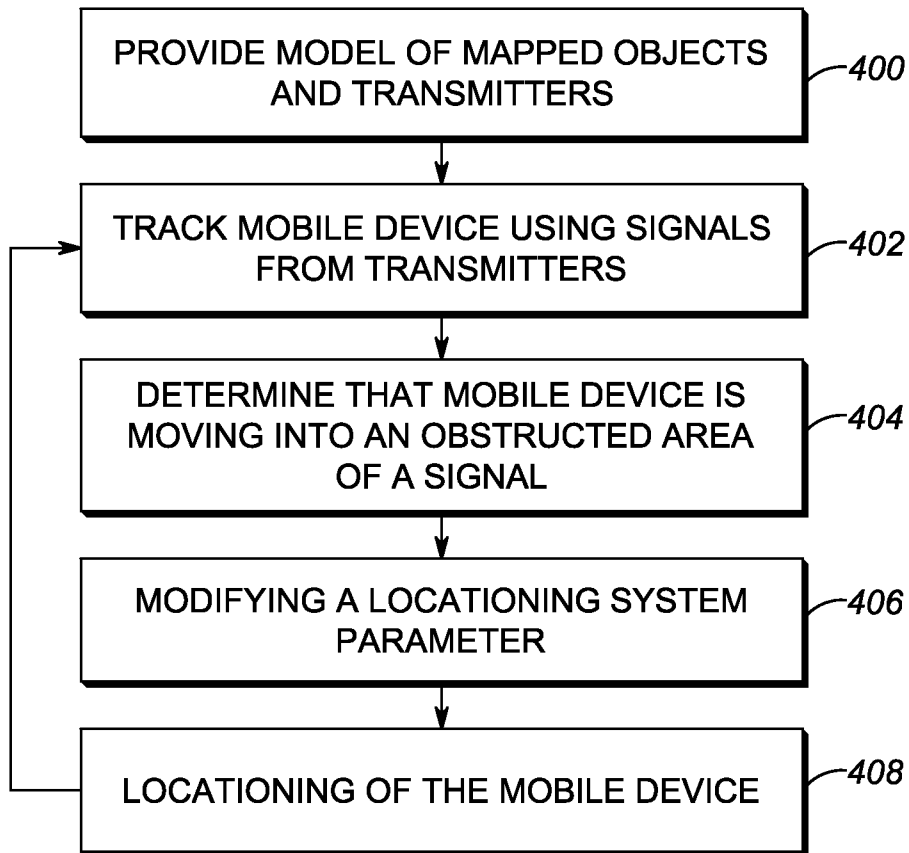 PROVIDE MODEL OF MAPPED OBJECTS
AND TRANSMITTERS
400
TRACK MOBILE DEVICE USING SIGNALS
FROM TRANSMITTERS
402
DETERMINE THAT MOBILE DEVICE IS
MOVING INTO AN OBSTRUCTED AREA
OF A SIGNAL
404
MODIFYING A LOCATIONING SYSTEM
PARAMETER
406
LOCATIONING OF THE MOBILE DEVICE
408